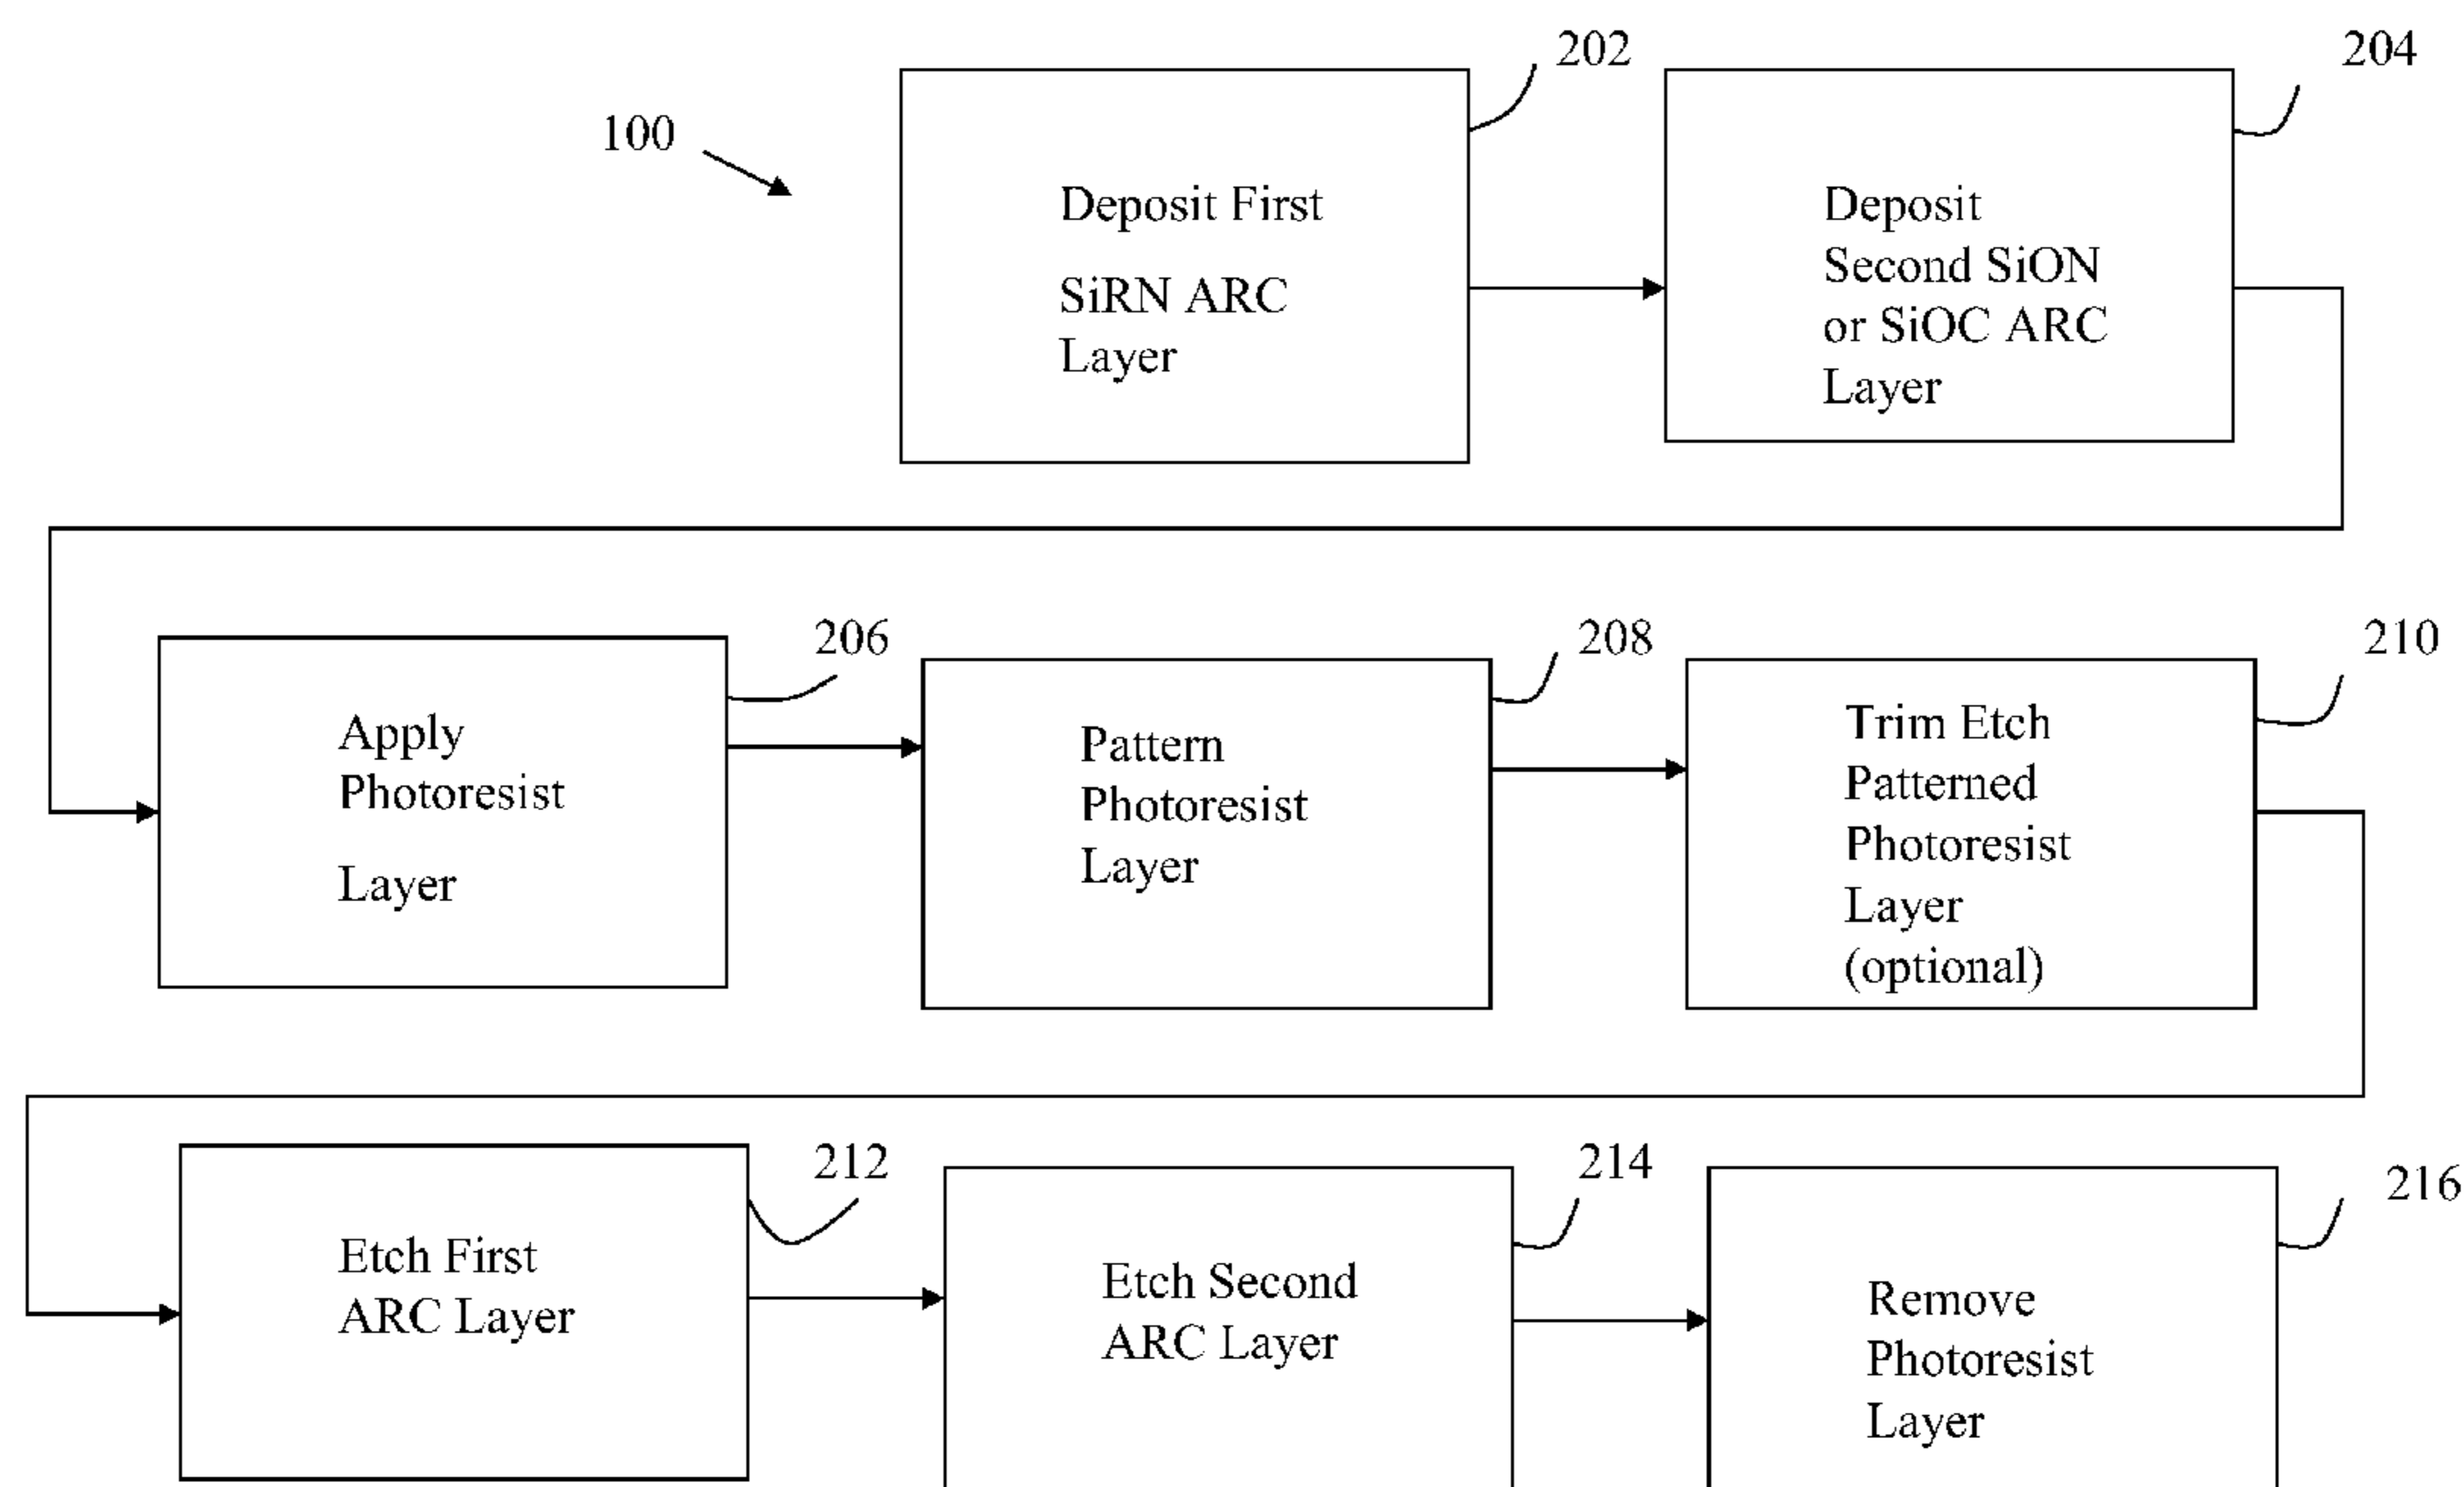 202
204
100
Deposit First
SiRN ARC
Layer
Deposit
Second SiON
or SiOC ARC
Layer
206
208
210
Apply
Photoresist
Layer
Pattern
Photoresist
Layer
Trim Etch
Patterned
Photoresist
Layer
(optional)
212
214
216
Etch First
ARC Layer
Etch Second
ARC Layer
Remove
Photoresist
Layer